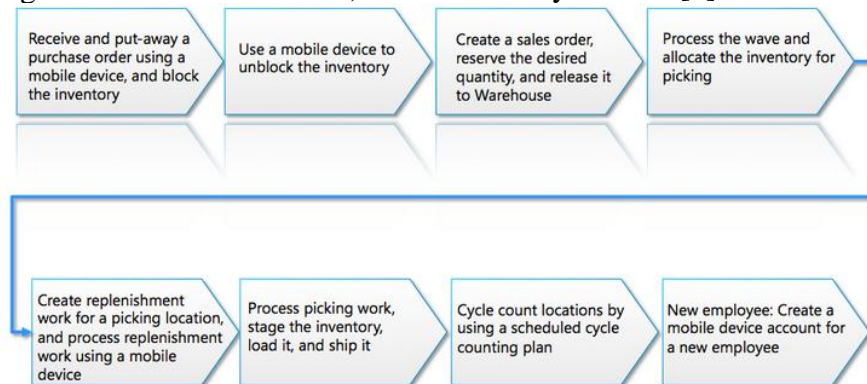 Receive and put-away a
purchase order using a
mobile device, and block
the inventory
Use a mobile device to
unblock the inventory
Create a sales order,
reserve the desired
quantity, and release it
to Warehouse
Process the wave and
allocate the inventory for
picking
Create replenishment
work for a picking location,
and process replenishment
work using a mobile
device
Process picking work,
stage the inventory,
load it, and ship it
Cycle count locations by
using a scheduled cycle
counting plan
New employee: Create a
mobile device account for
a new employee